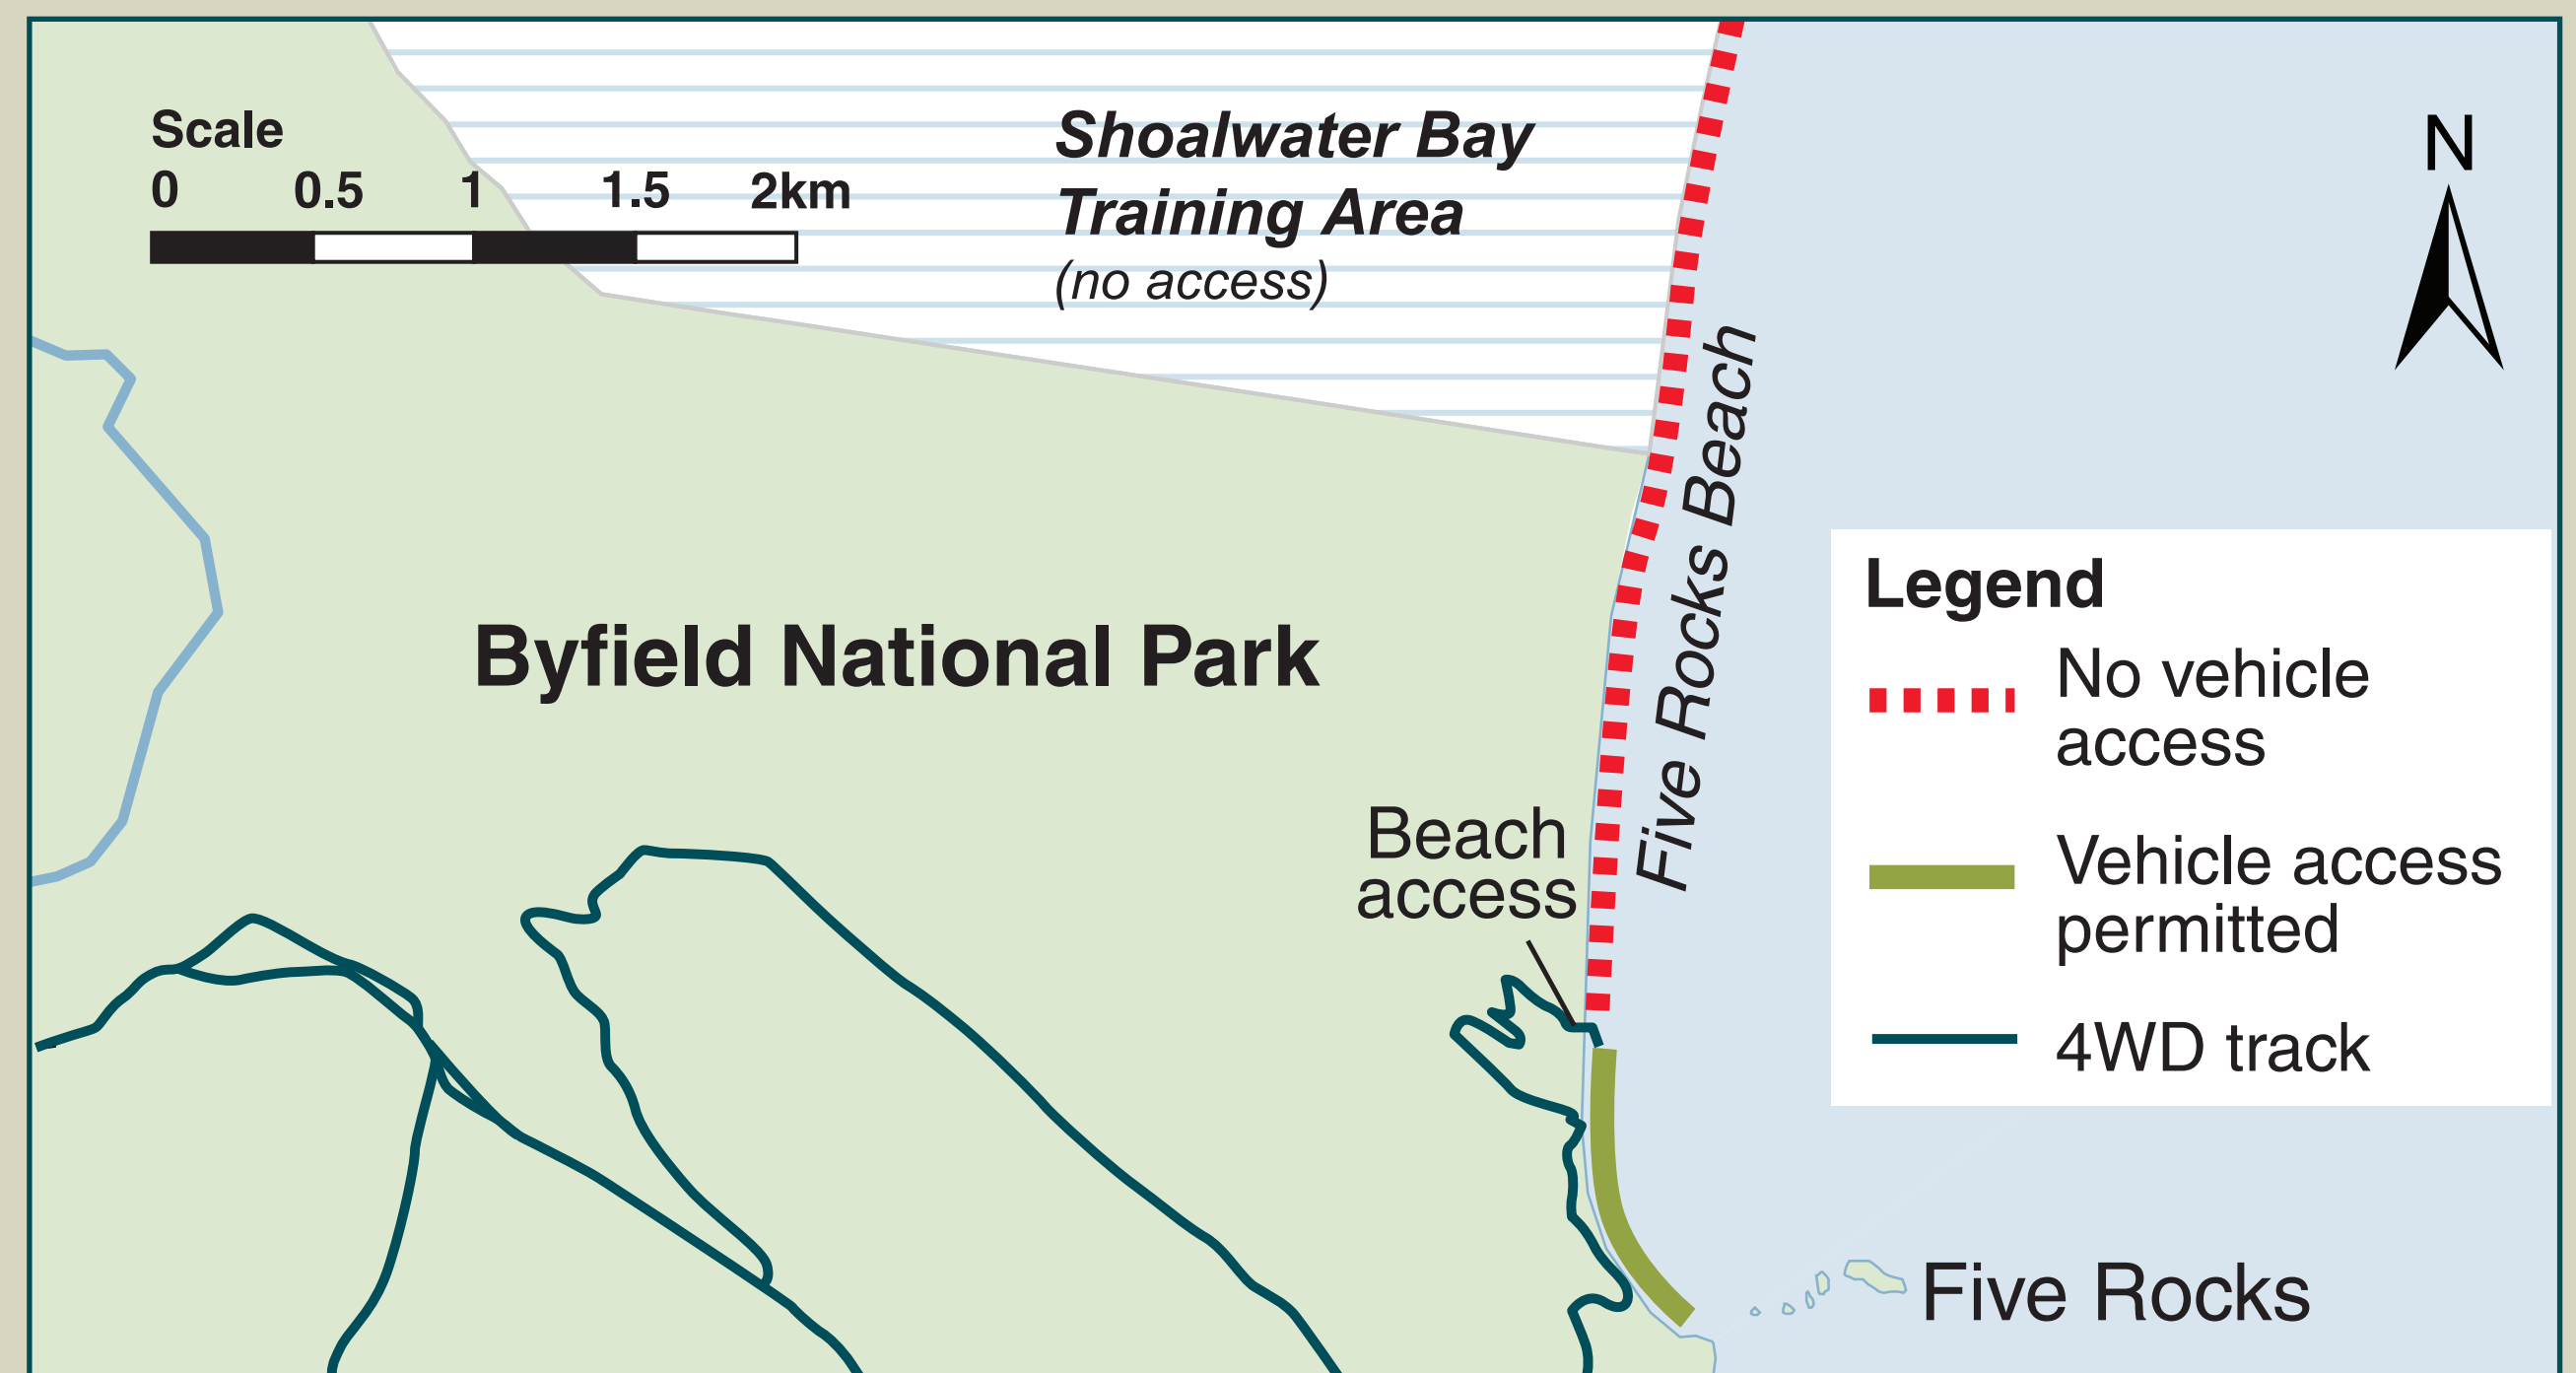 Scale
0 0.5 1 1.5 2km
Shoalwater Bay
Training Area
(no access)
N
Five Rocks Beach
Byfield National Park
Beach
access
Legend
No vehicle
access
Vehicle access
permitted
4WD track
Five Rocks